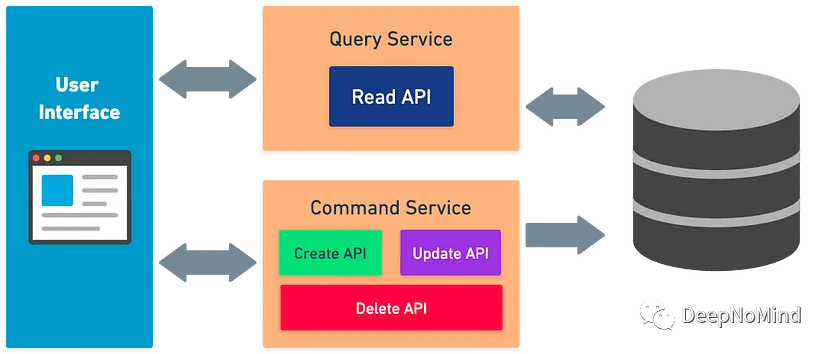 User
Interface
Query Service
Read API
Command Service
Create API
Update API
Delete API
DeepNoMind